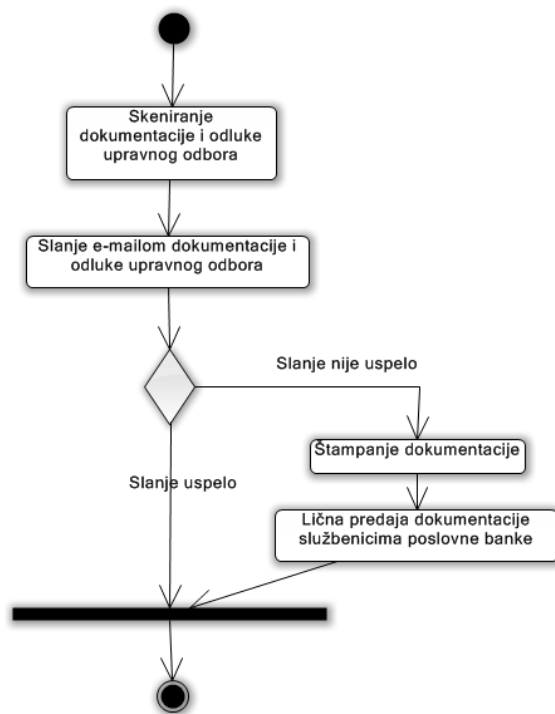 Skeniranje
dokumentacije i odluke
upravnog odbora
Slanje e-mailom dokumentacije i
odluke upravnog odbora
Slanje nije uspelo
Štampanje dokumentacije
Slanje uspelo
Lična predaja dokumentacije
službenicima poslovne banke